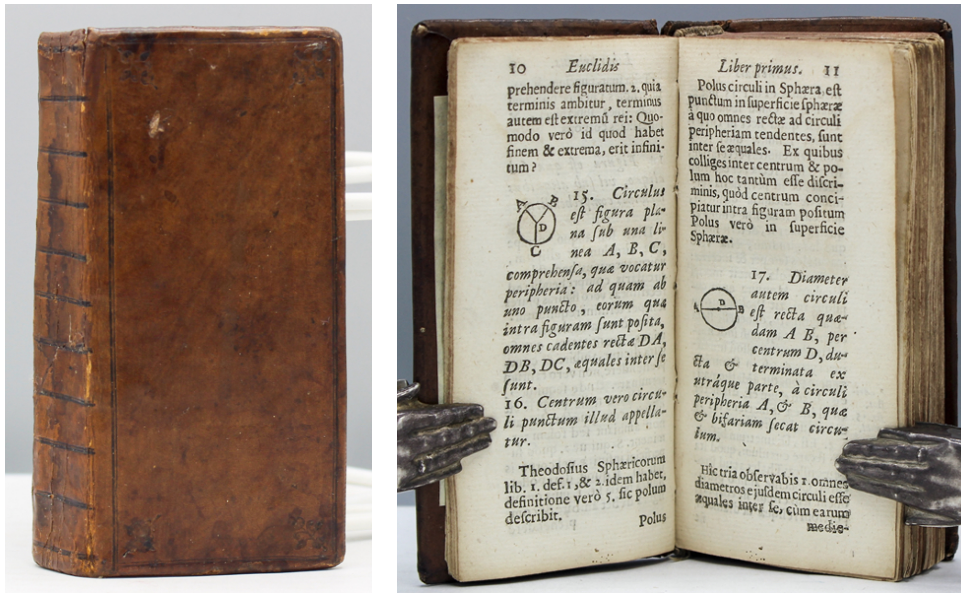 10 Euclidis
prehendere figuratum. 2. quia
terminis ambitur, terminus
autem est extremũ rei: Quo-
modo verò id quod habet
finem & extrema, erit infini-
tum?
15. Circulus
est figura pla-
na sub una li-
nea A, B, C,
comprehensa, quæ vocatur
peripheria: ad quam ab
uno puncto, eorum quæ
intra figuram sunt posita,
omnes cadentes rectæ DA,
DB, DC, æquales inter se
sunt.
A B
D
C
16. Centrum vero circu-
li punctum illud appella-
tur.
Theodosius Sphæricorum
lib. 1. def. 1, & 2. idem habet,
definitione verò 5. sic polum
describit.
Polus
Liber primus. 11
Polus circuli in Sphæra est
punctum in superficie sphæræ
à quo omnes rectæ ad circuli
peripheriam tendentes, sunt
inter se æquales. Ex quibus
colliges inter centrum & po-
lum hoc tantùm esse discri-
minis, quòd centrum conci-
piatur intra figuram positum
Polus verò in superficie
Sphæræ.
17. Diameter
autem circuli
est recta quæ-
dam A B, per
centrum D, du-
cta & terminata ex
utráque parte, à circuli
peripheria A, & B, quæ
& bifariam secat circu-
lum.
D
A B
Hic tria observabis 1. omnes
diametros ejusdem circuli esse
æquales inter se, cùm earum
medie-